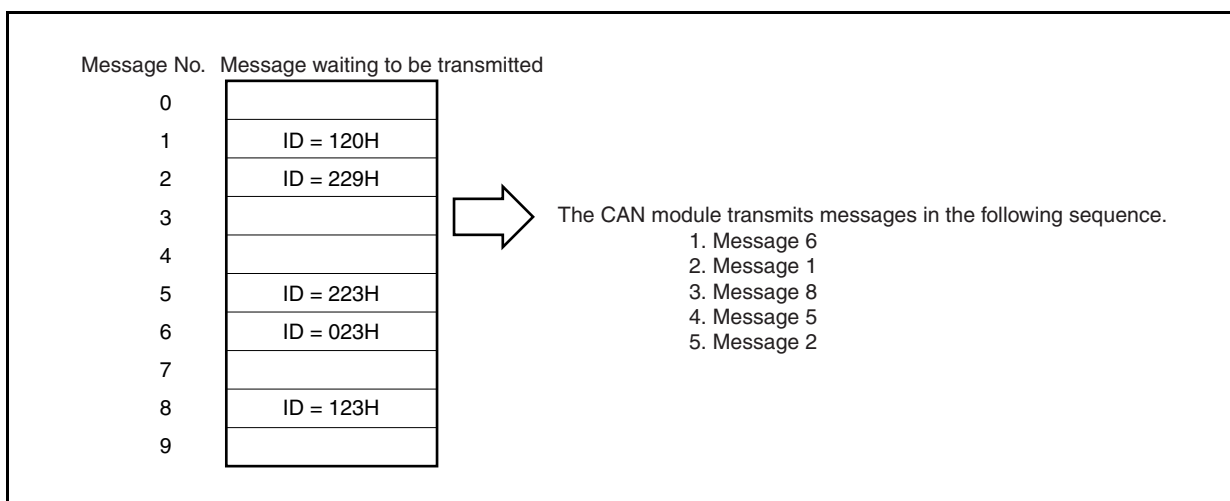 Message No. Message waiting to be transmitted
0
1 ID = 120H
2 ID = 229H
3
4
5 ID = 223H
6 ID = 023H
7
8 ID = 123H
9
The CAN module transmits messages in the following sequence.
1. Message 6
2. Message 1
3. Message 8
4. Message 5
5. Message 2